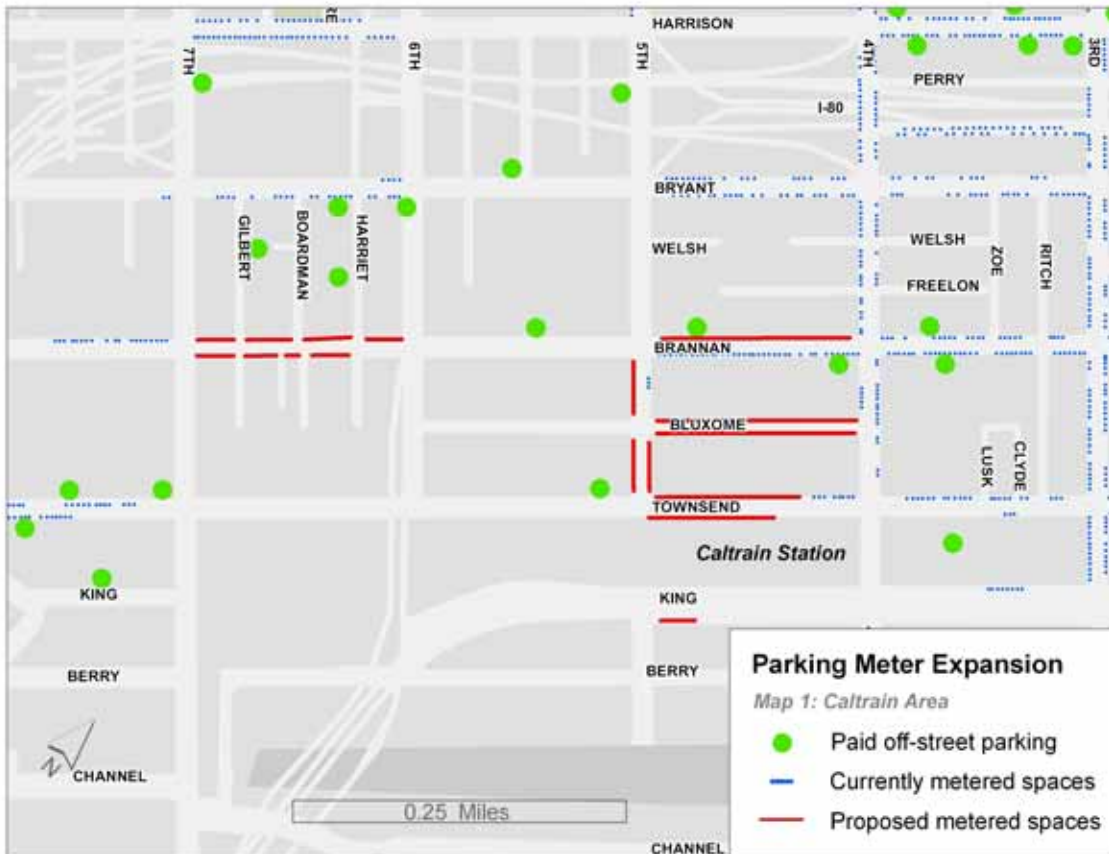 RE
HARRISON
7TH
6TH
5TH
4TH
3RD
PERRY
I-80
BRYANT
GILBERT
BOARDMAN
HARRIET
WELSH
WELSH
ZOE
RITCH
FREELON
BRANNAN
BLUXOME
LUSK
CLYDE
TOWNSEND
Caltrain Station
KING
KING
BERRY
BERRY
N
CHANNEL
0.25 Miles
CHANNEL
Parking Meter Expansion
Map 1: Caltrain Area
Paid off-street parking
Currently metered spaces
Proposed metered spaces